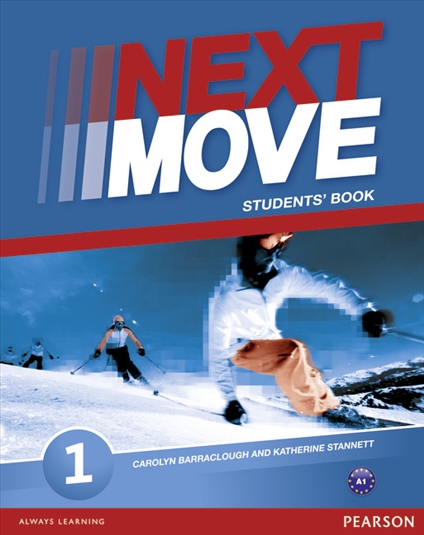 NEXT
MOVE
STUDENTS' BOOK
1
CAROLYN BARRACLOUGH AND KATHERINE STANNETT
A1
ALWAYS LEARNING
PEARSON